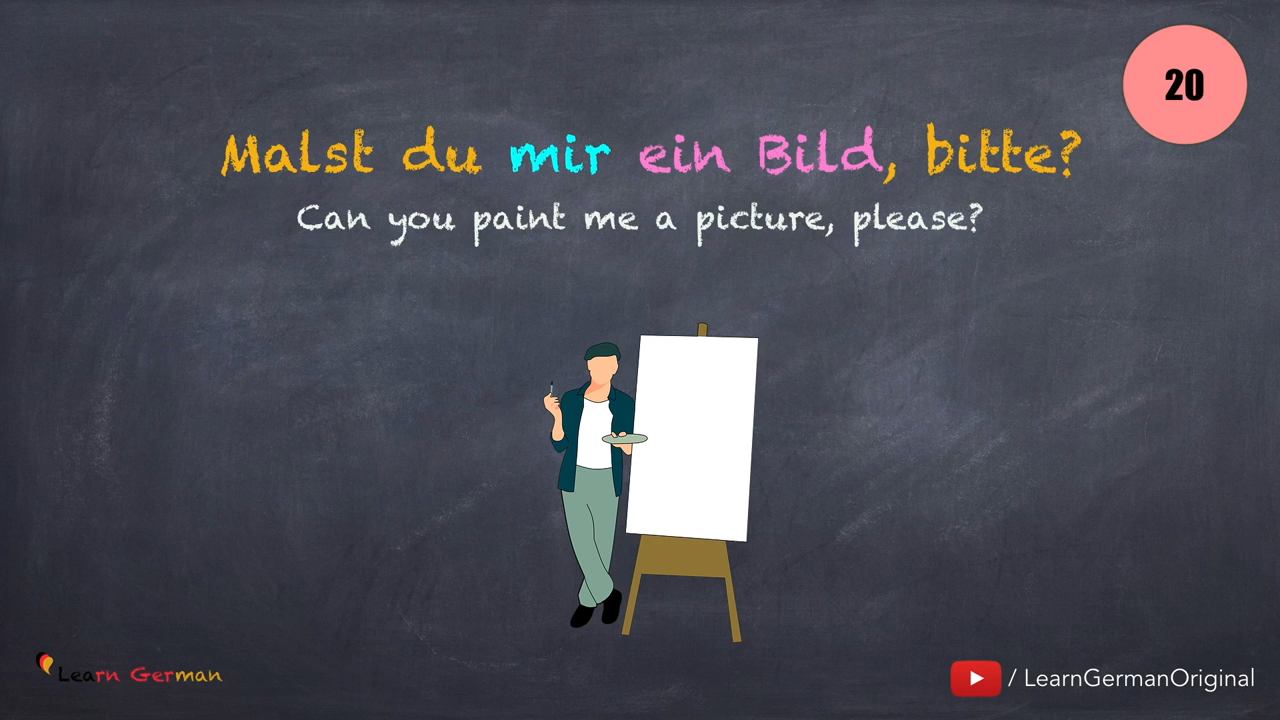 20
Malst du mir ein Bild, bitte?
Can you paint me a picture, please?
Learn German
/ LearnGermanOriginal